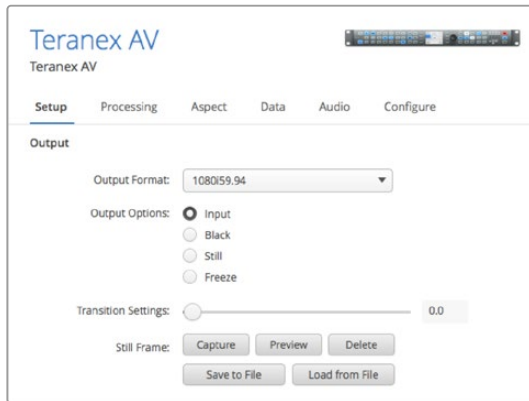 Teranex AV
Teranex AV
Setup Processing Aspect Data Audio Configure
Output
Output Format: 1080i59.94
Output Options: Input
Black
Still
Freeze
Transition Settings: 0.0
Still Frame: Capture Preview Delete
Save to File Load from File